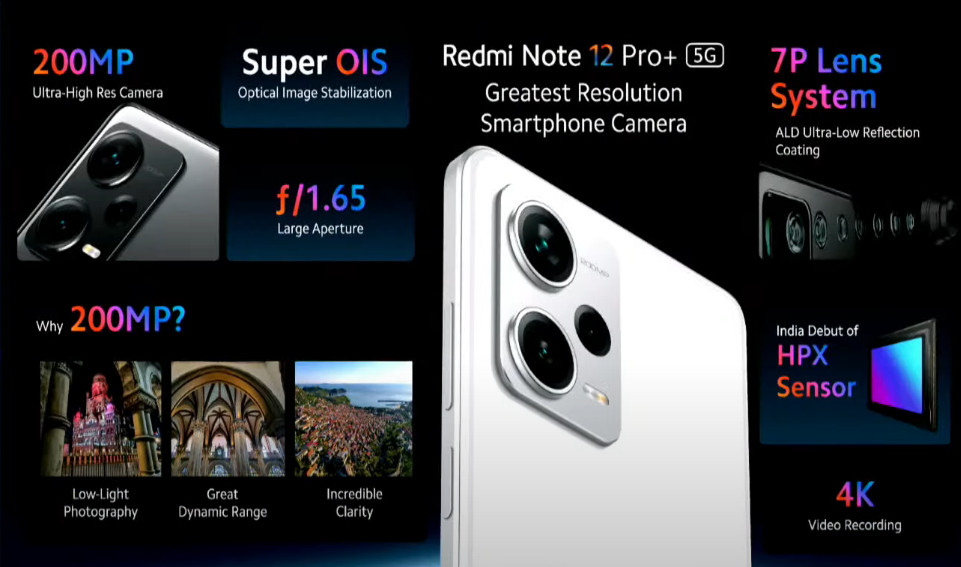 200MP
Ultra-High Res Camera
Super OIS
Optical Image Stabilization
f/1.65
Large Aperture
Redmi Note 12 Pro+ 5G
Greatest Resolution
Smartphone Camera
200MP
7P Lens
System
ALD Ultra-Low Reflection
Coating
Why 200MP?
Low-Light
Photography
Great
Dynamic Range
Incredible
Clarity
India Debut of
HPX
Sensor
4K
Video Recording